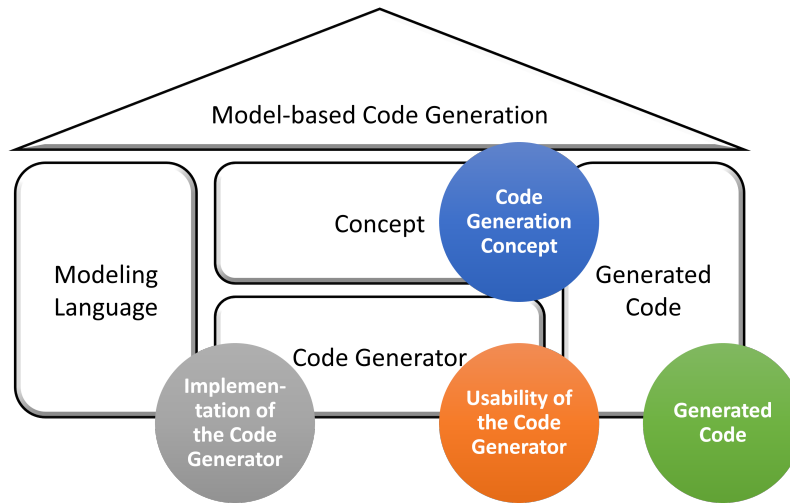 Model-based Code Generation
Modeling
Language
Concept
Code
Generation
Concept
Generated
Code
Code Generator
Implemen-
tation of
the Code
Generator
Usability of
the Code
Generator
Generated
Code